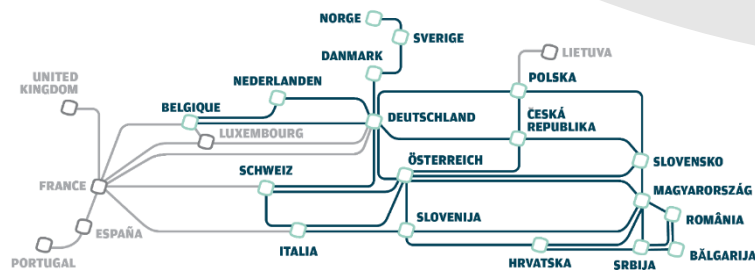 NORGE
SVERIGE
DANMARK
LIETUVA
UNITED
KINGDOM
NEDERLANDEN
POLSKA
BELGIQUE
DEUTSCHLAND
ČESKÁ
REPUBLIKA
LUXEMBOURG
ÖSTERREICH
SLOVENSKO
SCHWEIZ
FRANCE
MAGYARORSZÁG
ROMÂNIA
ESPAÑA
SLOVENIJA
PORTUGAL
ITALIA
HRVATSKA
SRBIJA
BĂLGARIJA